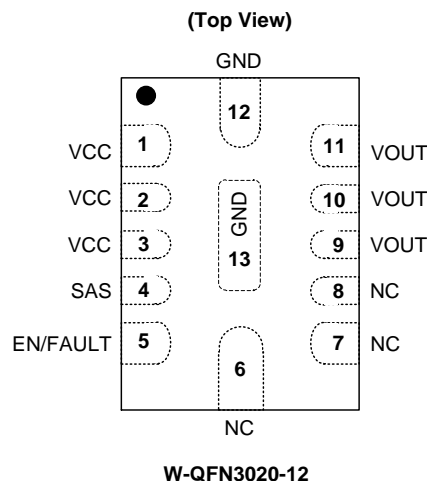 (Top View)
GND
12
VCC 1 11 VOUT
VCC 2 10 VOUT
VCC 3 GND 9 VOUT
13
SAS 4 8 NC
EN/FAULT 5 7 NC
6
NC
W-QFN3020-12